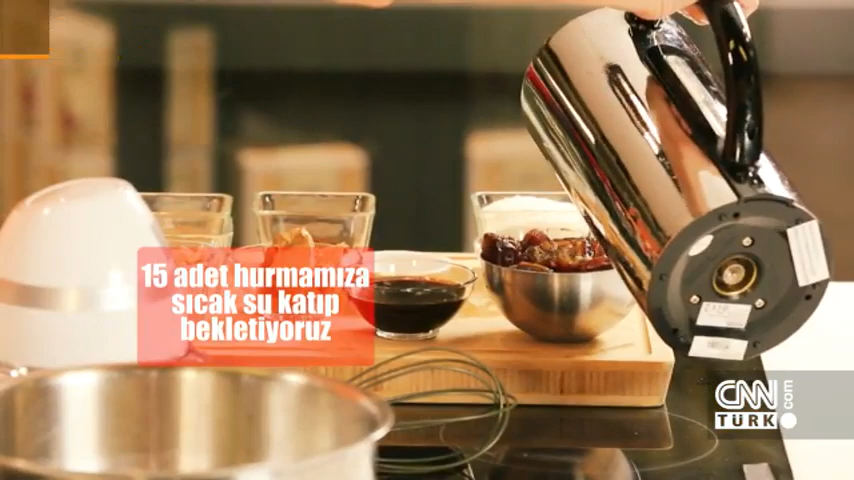 15 adet hurmamıza
sıcak su katıp
bekletiyoruz
CNN
TÜRK
.com